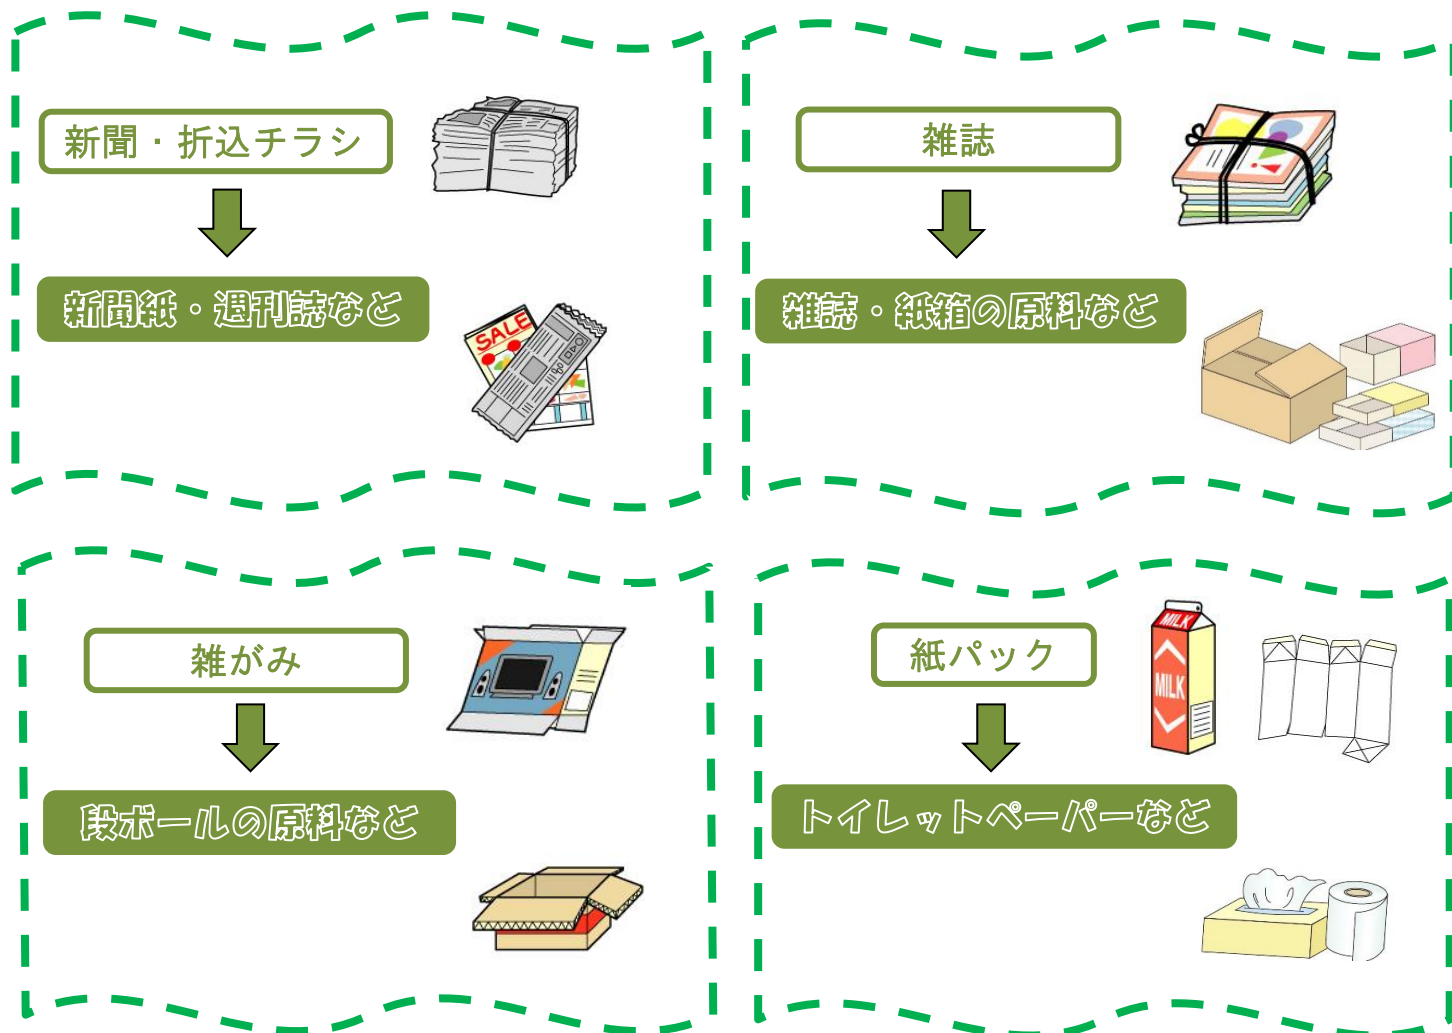 新聞・折込チラシ
新聞紙・週刊誌など
SALE
雑誌
雑誌・紙箱の原料など
雑がみ
段ボールの原料など
紙パック
MILK
MILK
トイレットペーパーなど